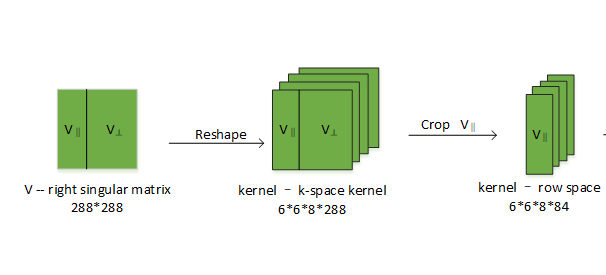 V∥ V⊥
V -- right singular matrix
288*288
Reshape
V∥ V⊥
kernel – k-space kernel
6*6*8*288
Crop V∥
V∥
kernel – row space
6*6*8*84